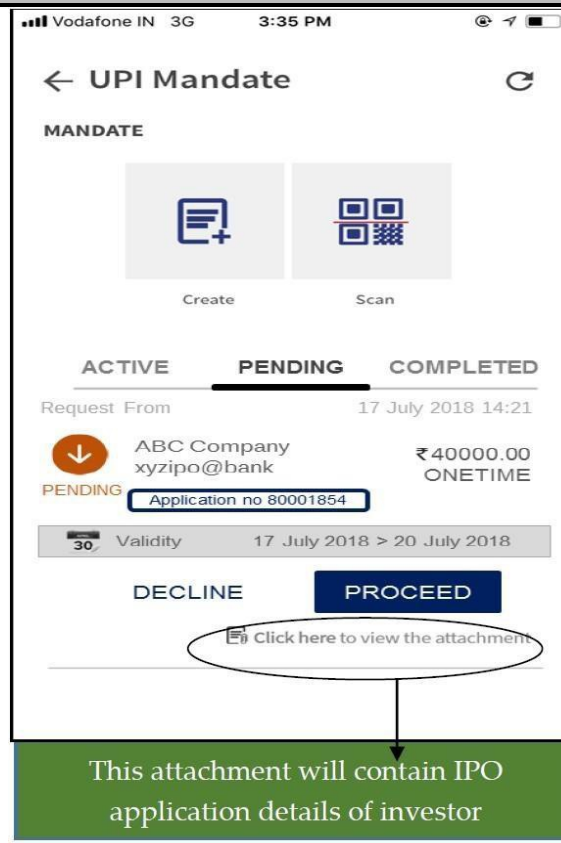 Vodafone IN 3G 3:35 PM
← UPI Mandate
MANDATE
Create Scan
ACTIVE PENDING COMPLETED
Request From 17 July 2018 14:21
ABC Company ₹40000.00
xyzipo@bank ONETIME
PENDING
Application no 80001854
30 Validity 17 July 2018 > 20 July 2018
DECLINE PROCEED
Click here to view the attachment
This attachment will contain IPO
application details of investor